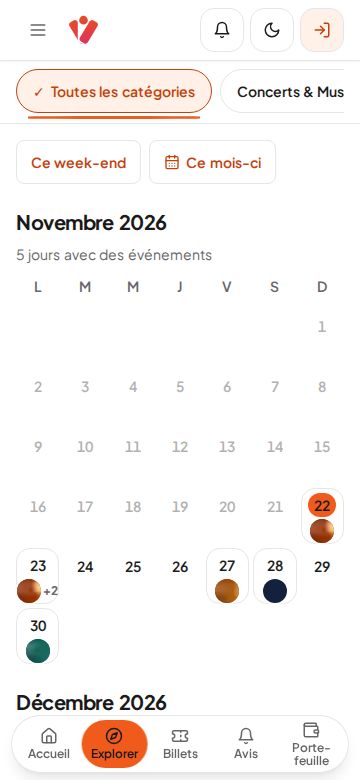 ✓ Toutes les catégories
Concerts & Mus
Ce week-end
Ce mois-ci
Novembre 2026
5 jours avec des événements
L M M J V S D
1
2 3 4 5 6 7 8
9 10 11 12 13 14 15
16 17 18 19 20 21 22
23 24 25 26 27 28 29
+2
30
Décembre 2026
Accueil
Explorer
Billets
Avis
Porte-
feuille